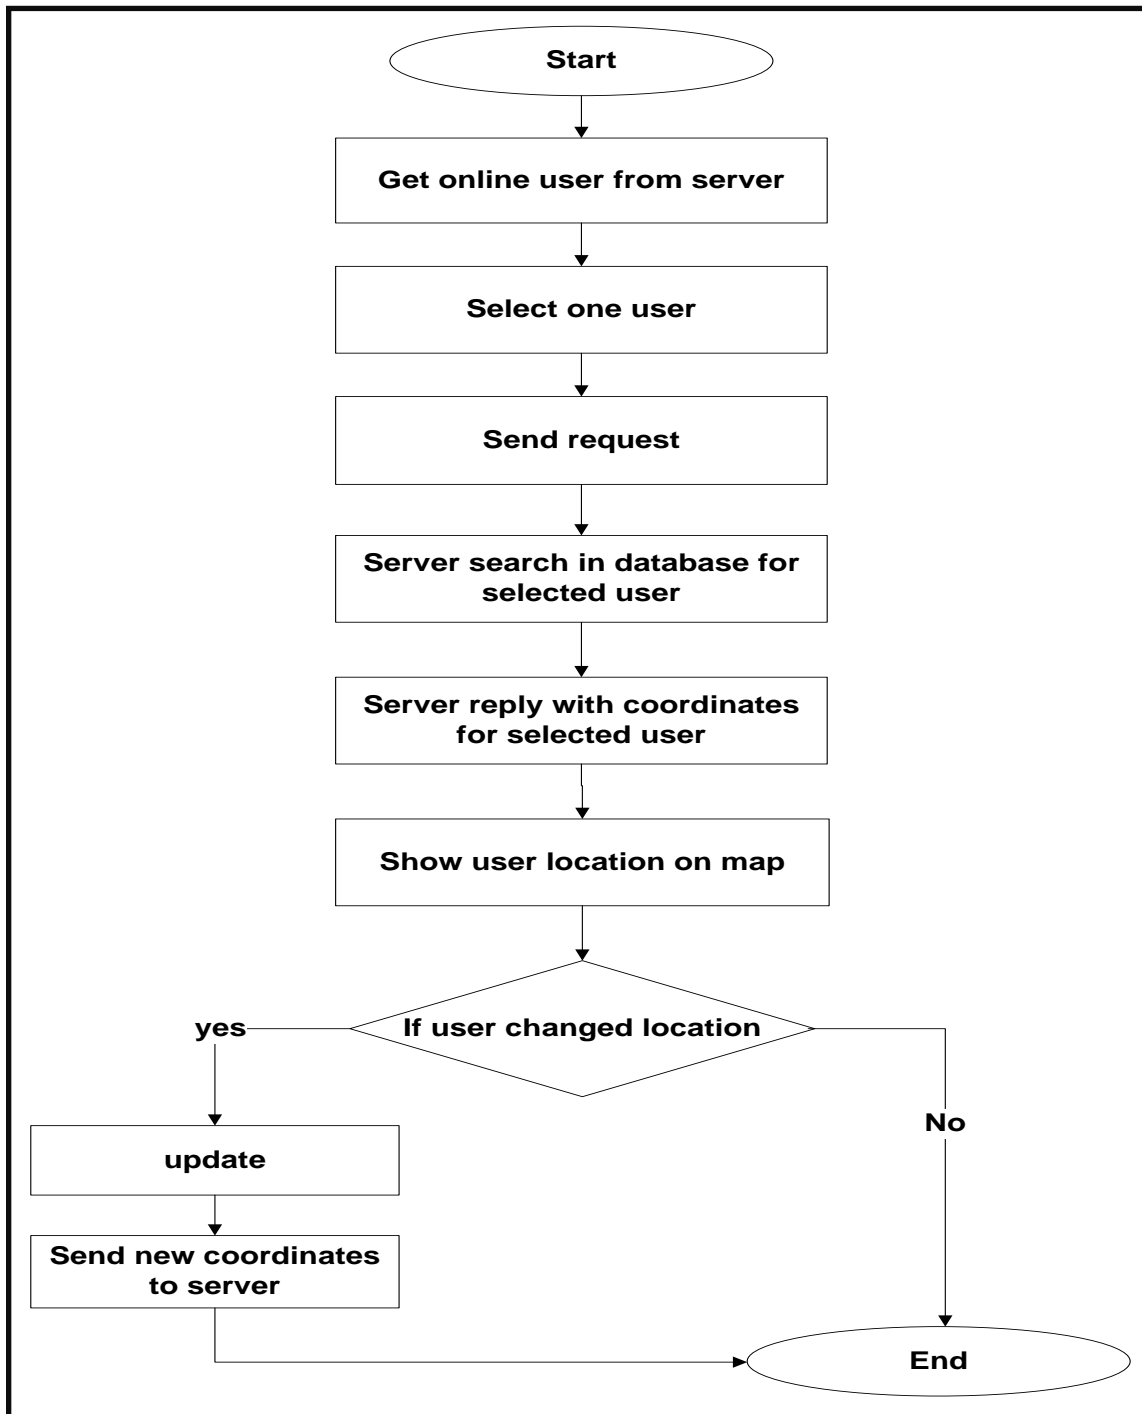 Start
Get online user from server
Select one user
Send request
Server search in database for
selected user
Server reply with coordinates
for selected user
Show user location on map
If user changed location
yes
No
update
Send new coordinates
to server
End